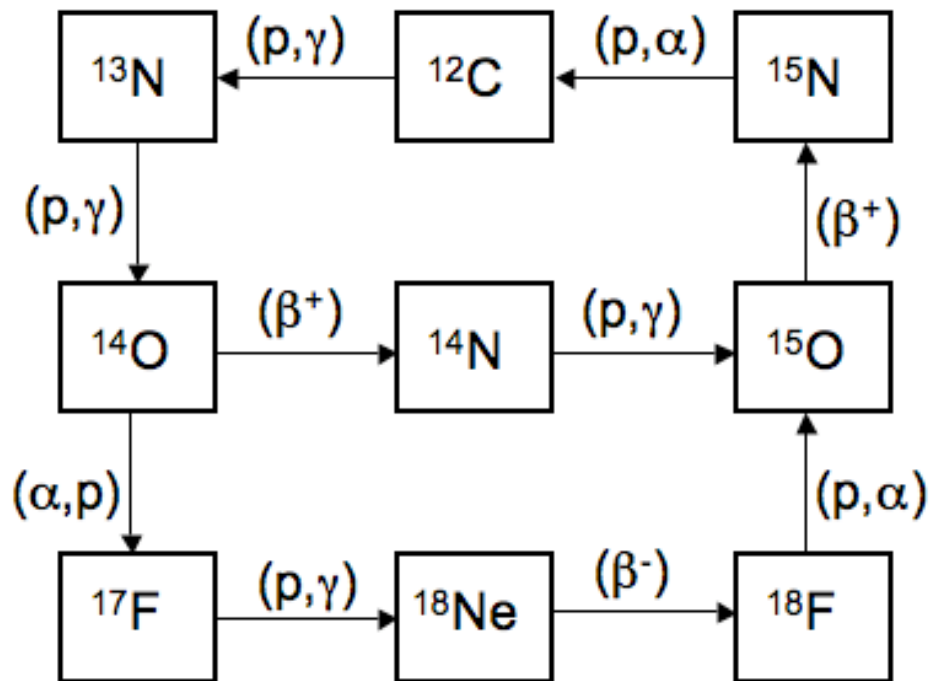 (p,γ) (p,α)
¹³N ¹²C ¹⁵N
(p,γ) (β⁺)
(β⁺) (p,γ)
¹⁴O ¹⁴N ¹⁵O
(α,p) (p,α)
(p,γ) (β⁻)
¹⁷F ¹⁸Ne ¹⁸F